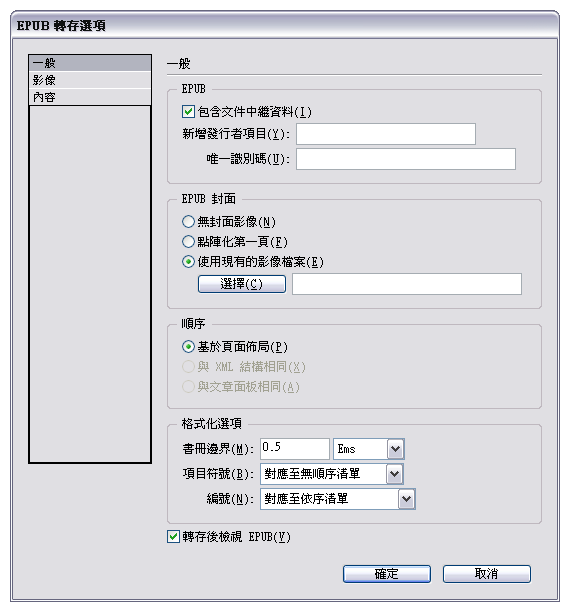 EPUB 轉存選項
一般
影像
內容
一般
EPUB
包含文件中繼資料(I)
新增發行者項目(Y):
唯一識別碼(U):
EPUB 封面
無封面影像(N)
點陣化第一頁(F)
使用現有的影像檔案(E)
選擇(C)
順序
基於頁面佈局(P)
與 XML 結構相同(X)
與文章面板相同(A)
格式化選項
書冊邊界(M): 0.5 Ems
項目符號(B): 對應至無順序清單
編號(N): 對應至依序清單
轉存後檢視 EPUB(V)
確定 取消